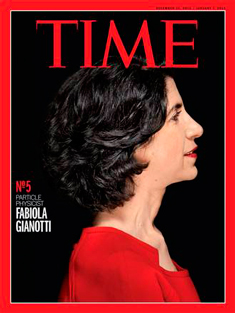 TIME
Nº5
PARTICLE
PHYSICIST
FABIOLA
GIANOTTI